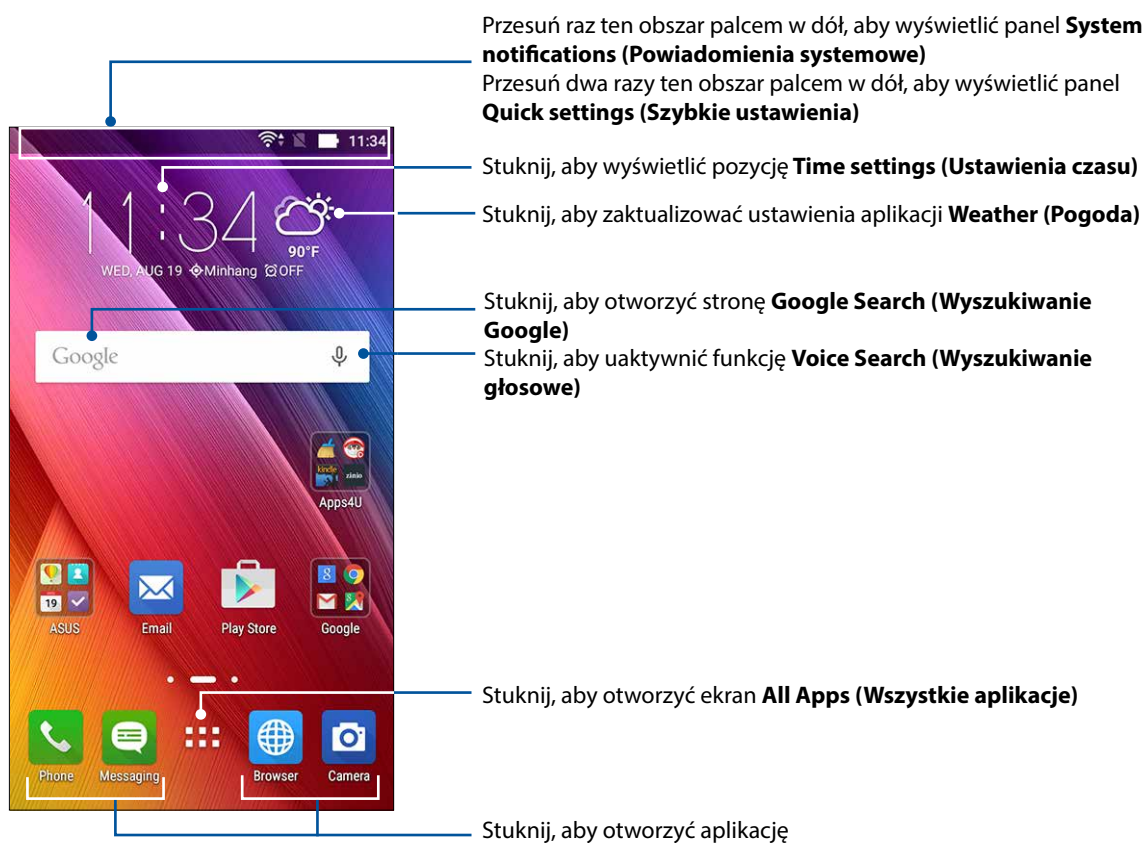 Przesuń raz ten obszar palcem w dół, aby wyświetlić panel System
notifications (Powiadomienia systemowe)
Przesuń dwa razy ten obszar palcem w dół, aby wyświetlić panel
Quick settings (Szybkie ustawienia)
11:34
Stuknij, aby wyświetlić pozycję Time settings (Ustawienia czasu)
11:34
Stuknij, aby zaktualizować ustawienia aplikacji Weather (Pogoda)
90°F
WED, AUG 19 Minhang OFF
Stuknij, aby otworzyć stronę Google Search (Wyszukiwanie
Google)
Google
Stuknij, aby uaktywnić funkcję Voice Search (Wyszukiwanie
głosowe)
kindle
zinio
Apps4U
19
8
ASUS
Email
Play Store
Google
Stuknij, aby otworzyć ekran All Apps (Wszystkie aplikacje)
Phone
Messaging
Browser
Camera
Stuknij, aby otworzyć aplikację